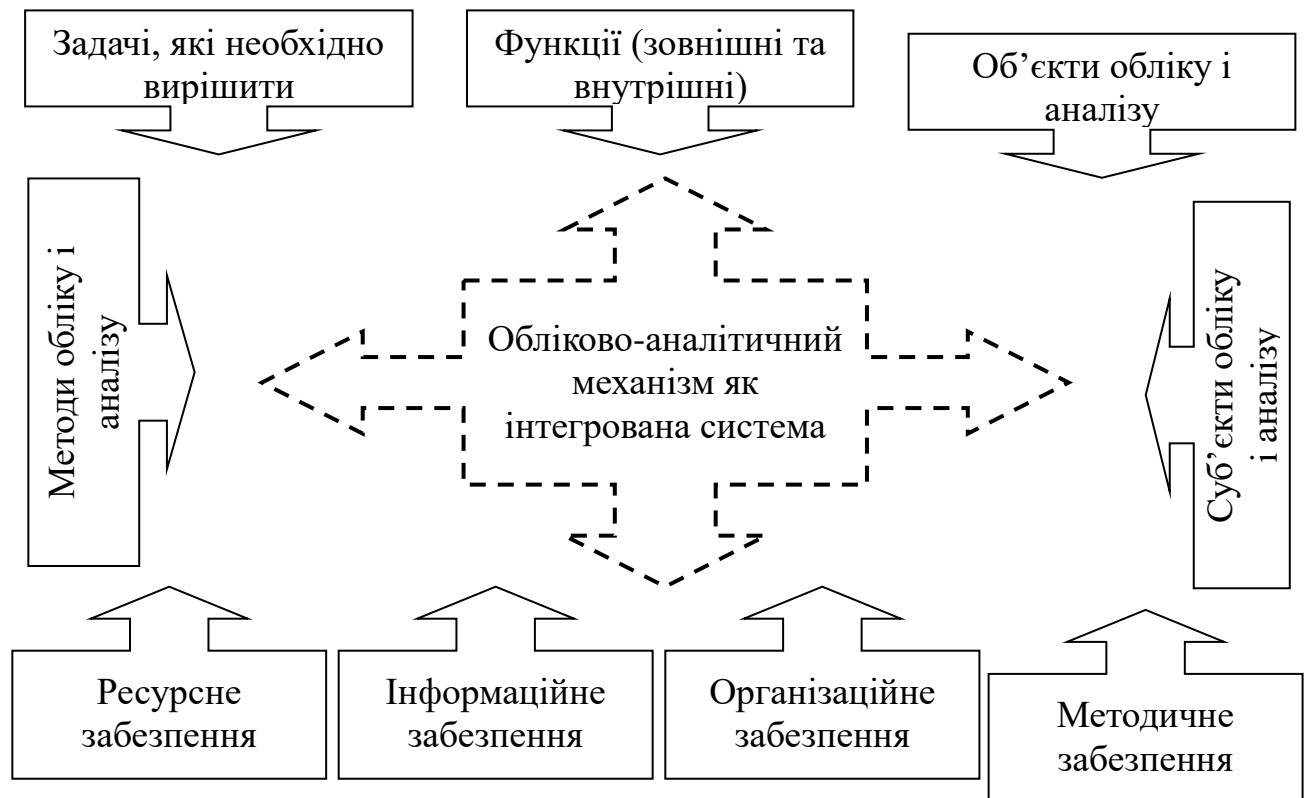 Задачі, які необхідно
вирішити
Функції (зовнішні та
внутрішні)
Об’єкти обліку і
аналізу
Методи обліку і
аналізу
Обліково-аналітичний
механізм як
інтегрована система
Суб’єкти обліку
і аналізу
Ресурсне
забезпення
Інформаційне
забезпення
Організаційне
забезпення
Методичне
забезпення